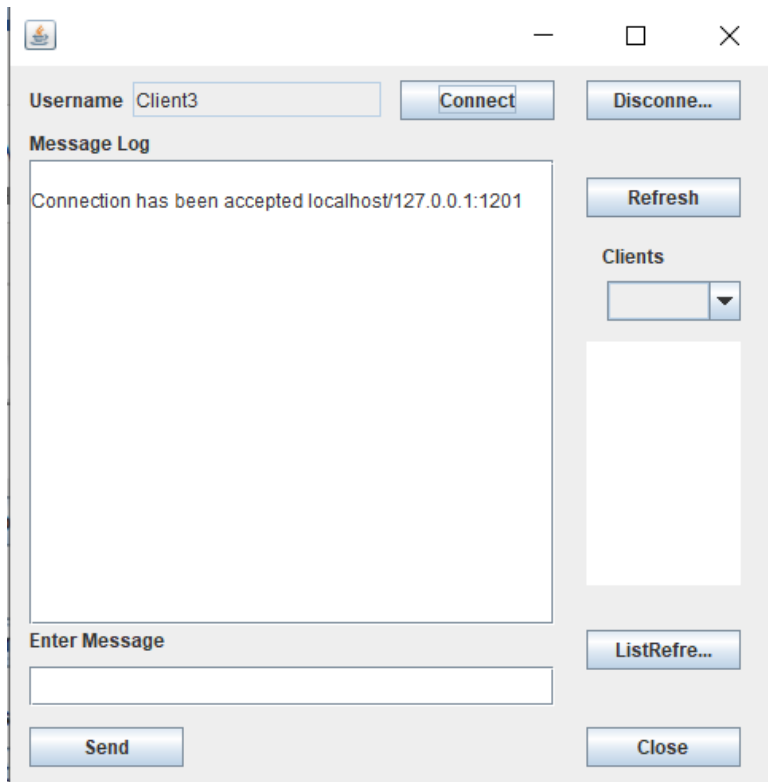 Username Client3 Connect Disconne...
Message Log
Connection has been accepted localhost/127.0.0.1:1201
Refresh
Clients
Enter Message
ListRefre...
Send Close